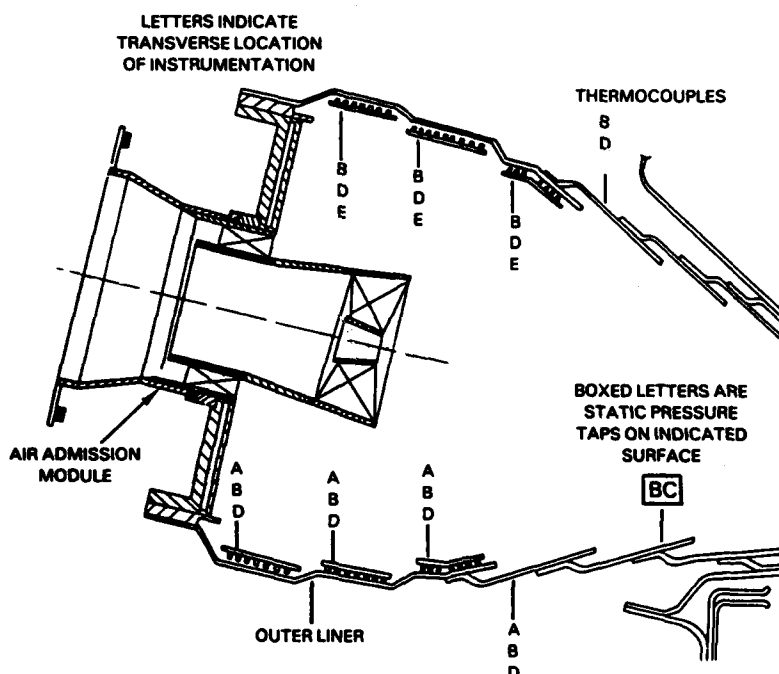 LETTERS INDICATE
TRANSVERSE LOCATION
OF INSTRUMENTATION
THERMOCOUPLES
B
D
B
D
E
B
D
E
B
D
E
BOXED LETTERS ARE
STATIC PRESSURE
TAPS ON INDICATED
SURFACE
BC
AIR ADMISSION
MODULE
A
B
D
A
B
D
A
B
D
OUTER LINER
A
B
D